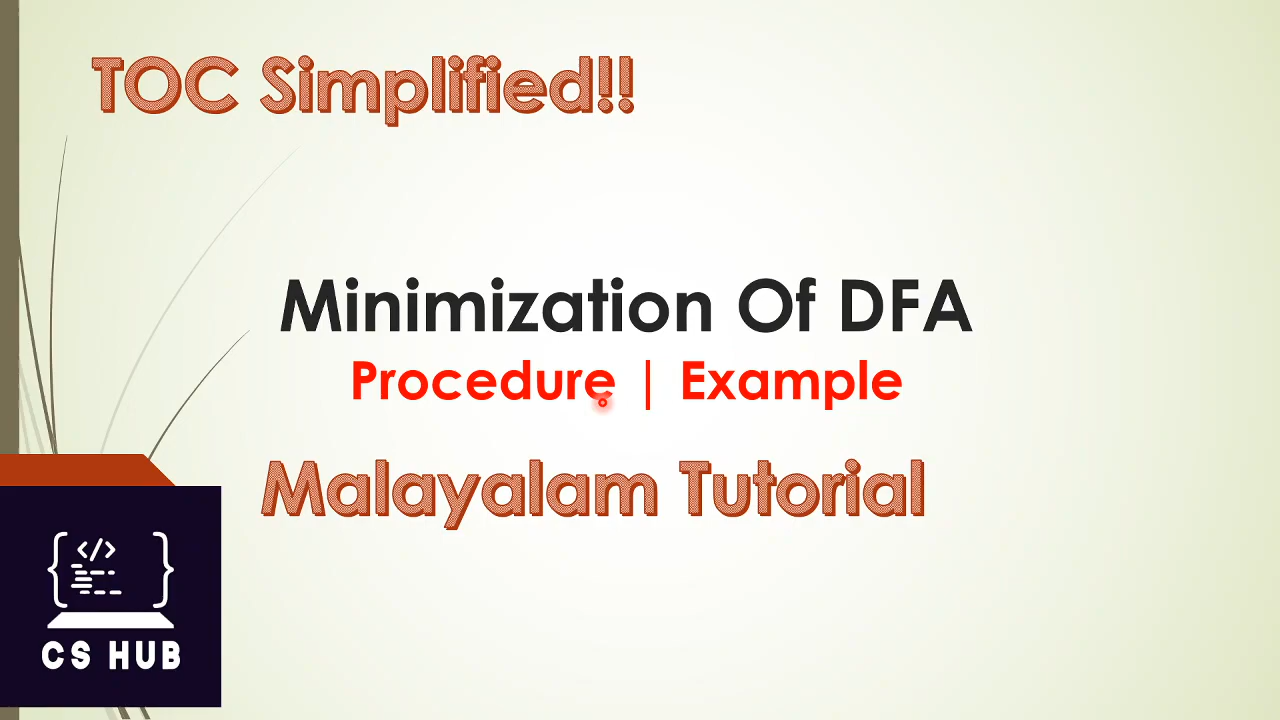 TOC Simplified!!
Minimization Of DFA
Procedure | Example
Malayalam Tutorial
</>
CS HUB